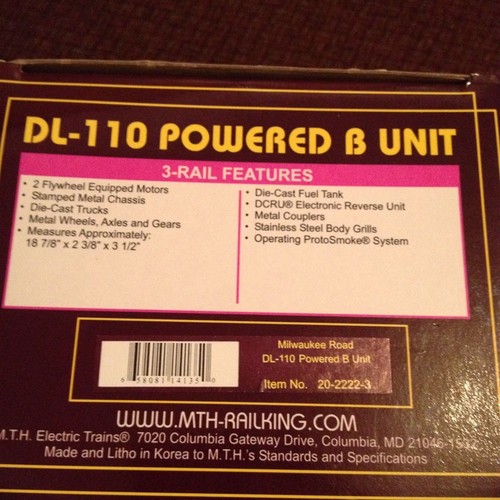 DL-110 POWERED B UNIT
3-RAIL FEATURES
• 2 Flywheel Equipped Motors
• Stamped Metal Chassis
• Die-Cast Trucks
• Metal Wheels, Axles and Gears
• Measures Approximately:
18 7/8" x 2 3/8" x 3 1/2"
• Die-Cast Fuel Tank
• DCRU® Electronic Reverse Unit
• Metal Couplers
• Stainless Steel Body Grills
• Operating ProtoSmoke® System
Milwaukee Road
DL-110 Powered B Unit
Item No. 20-2222-3
58081 14135 0
WWW.MTH-RAILKING.COM
M.T.H. Electric Trains® 7020 Columbia Gateway Drive, Columbia, MD 21046-1532
Made and Litho in Korea to M.T.H.'s Standards and Specifications